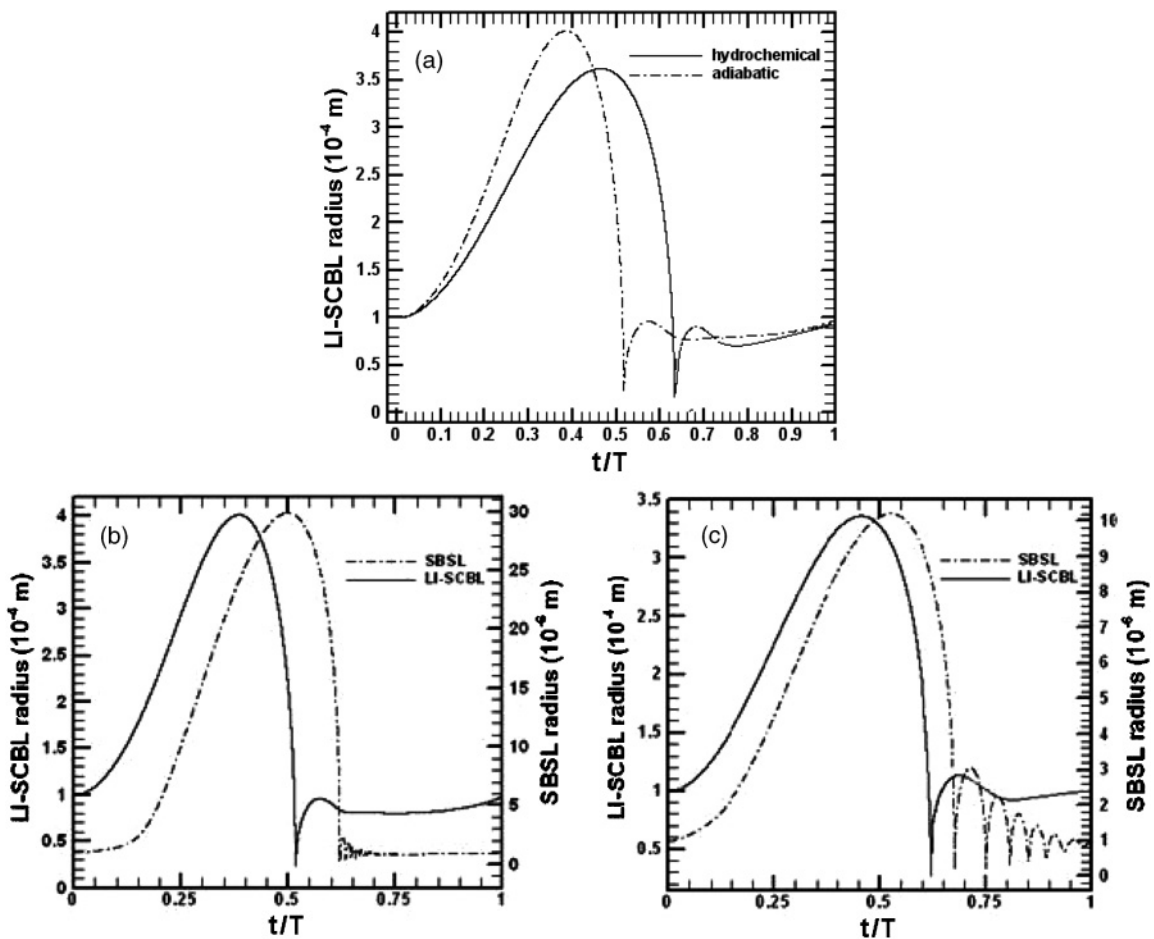 (a)
hydrochemical
adiabatic
LI-SCBL radius (10⁻⁴ m)
4
3.5
3
2.5
2
1.5
1
0.5
0
0 0.1 0.2 0.3 0.4 0.5 0.6 0.7 0.8 0.9 1
t/T
(b)
SBSL
LI-SCBL
LI-SCBL radius (10⁻⁴ m)
4
3.5
3
2.5
2
1.5
1
0.5
0
SBSL radius (10⁻⁶ m)
30
25
20
15
10
5
0
0 0.25 0.5 0.75 1
t/T
(c)
SBSL
LI-SCBL
LI-SCBL radius (10⁻⁴ m)
3.5
3
2.5
2
1.5
1
0.5
SBSL radius (10⁻⁶ m)
10
9
8
7
6
5
4
3
2
1
0
0 0.25 0.5 0.75 1
t/T